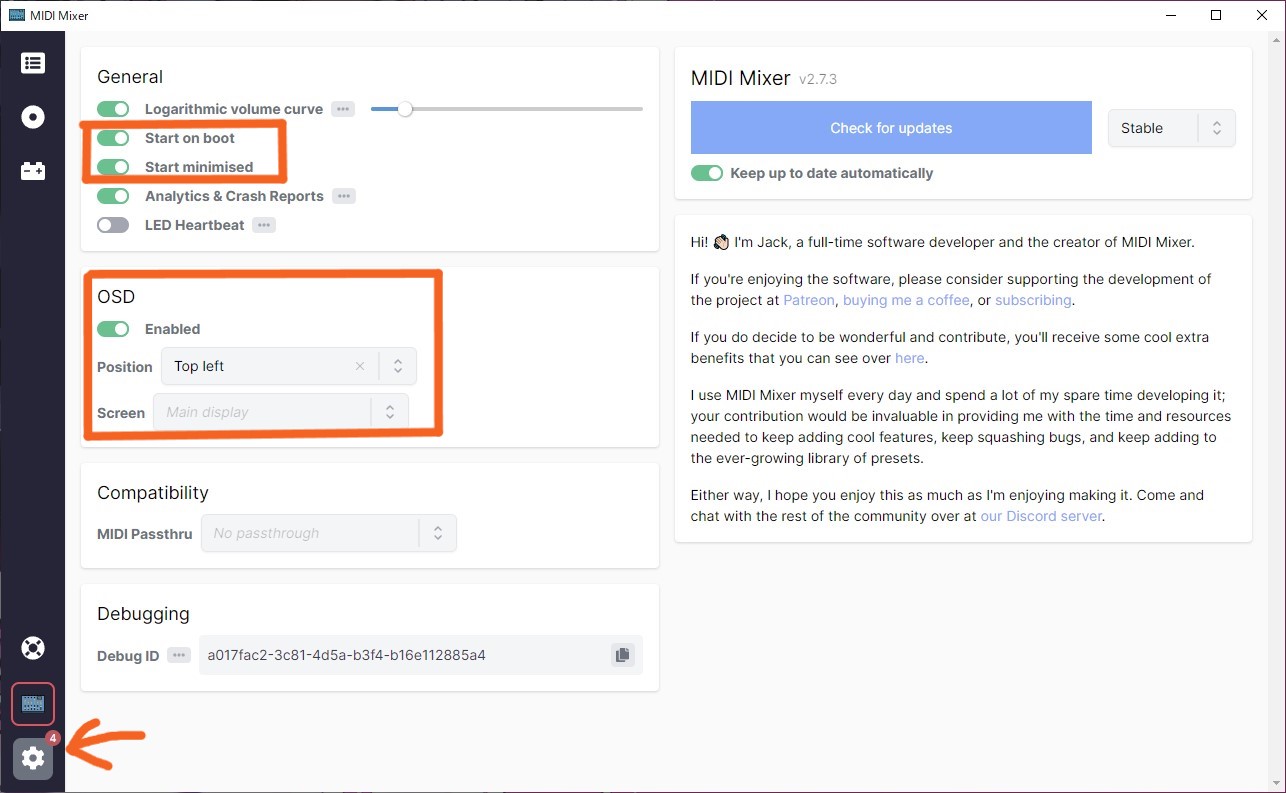 MIDI Mixer
General
Logarithmic volume curve
Start on boot
Start minimised
Analytics & Crash Reports
LED Heartbeat
OSD
Enabled
Position Top left
Screen Main display
Compatibility
MIDI Passthru No passthrough
Debugging
Debug ID a017fac2-3c81-4d5a-b3f4-b16e112885a4
4
MIDI Mixer v2.7.3
Check for updates Stable
Keep up to date automatically
Hi! 👋🏻 I'm Jack, a full-time software developer and the creator of MIDI Mixer.
If you're enjoying the software, please consider supporting the development of
the project at Patreon, buying me a coffee, or subscribing.
If you do decide to be wonderful and contribute, you'll receive some cool extra
benefits that you can see over here.
I use MIDI Mixer myself every day and spend a lot of my spare time developing it;
your contribution would be invaluable in providing me with the time and resources
needed to keep adding cool features, keep squashing bugs, and keep adding to
the ever-growing library of presets.
Either way, I hope you enjoy this as much as I'm enjoying making it. Come and
chat with the rest of the community over at our Discord server.